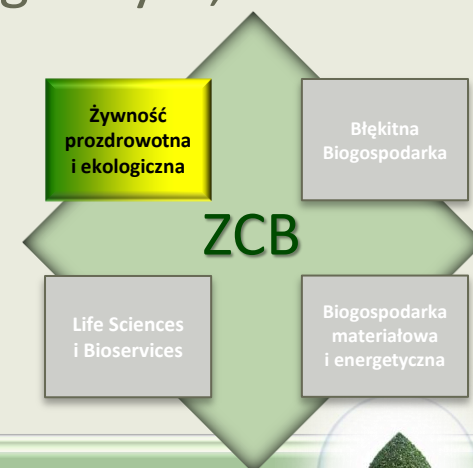 Żywność
prozdrowotna
i ekologiczna
Błękitna
Biogospodarka
ZCB
Life Sciences
i Bioservices
Biogospodarka
materiałowa
i energetyczna